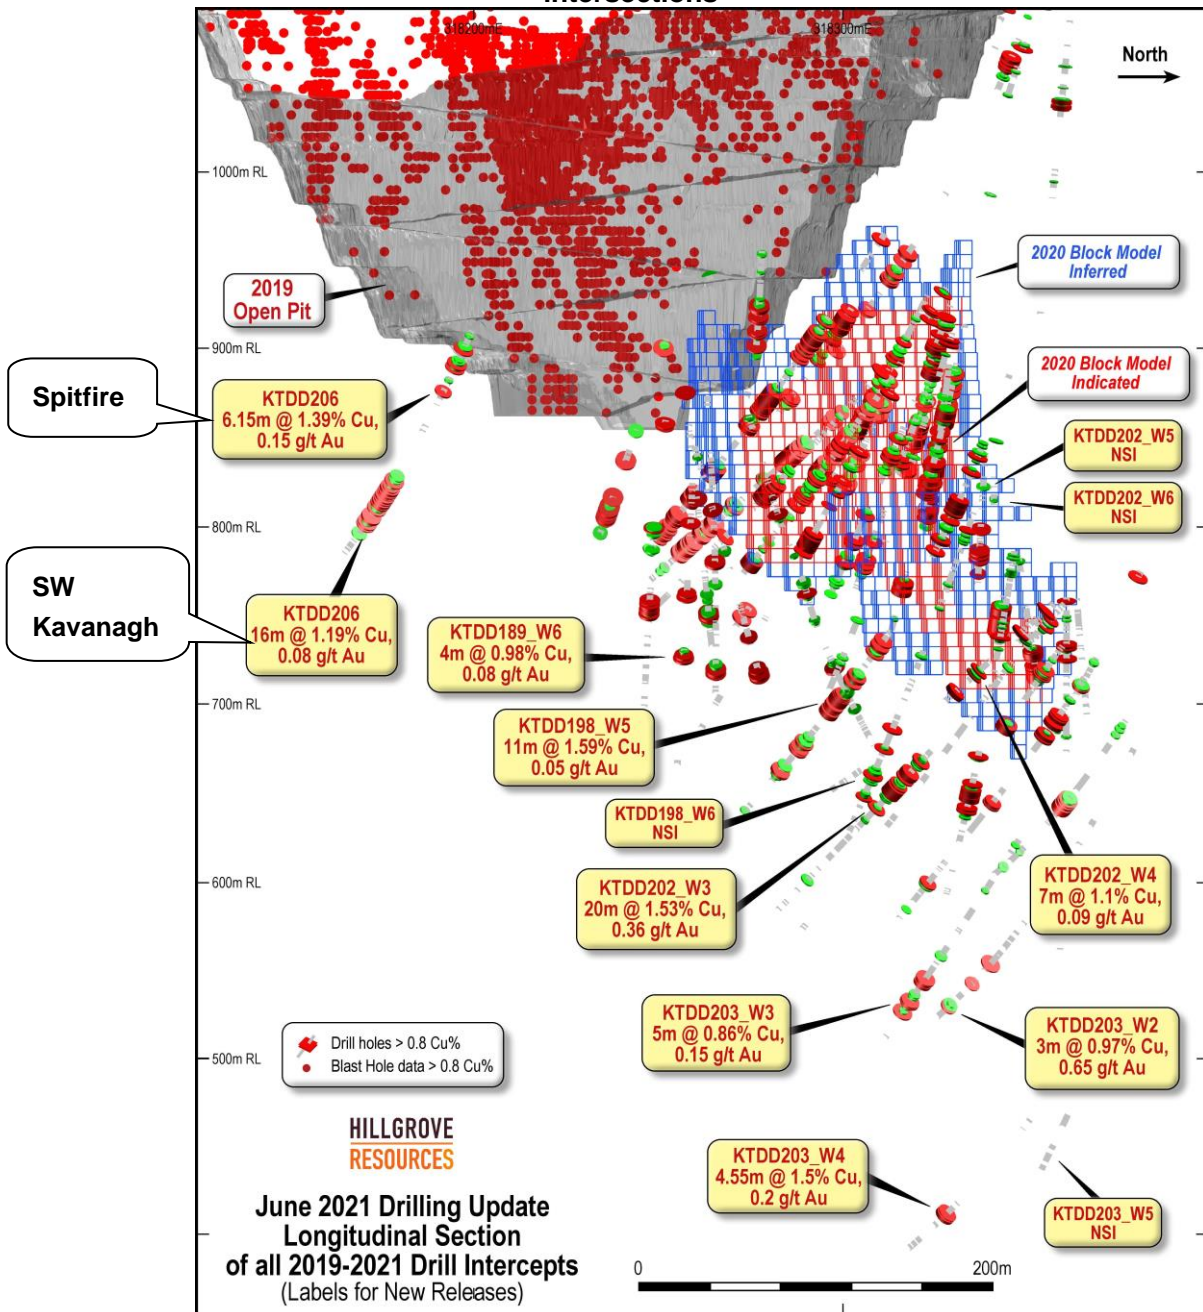 Intersections
318200mE
318300mE
North
1000m RL
2020 Block Model
Inferred
2019
Open Pit
900m RL
2020 Block Model
Indicated
Spitfire
KTDD206
6.15m @ 1.39% Cu,
0.15 g/t Au
KTDD202_W5
NSI
KTDD202_W6
NSI
800m RL
SW
Kavanagh
KTDD206
16m @ 1.19% Cu,
0.08 g/t Au
KTDD189_W6
4m @ 0.98% Cu,
0.08 g/t Au
700m RL
KTDD198_W5
11m @ 1.59% Cu,
0.05 g/t Au
KTDD198_W6
NSI
600m RL
KTDD202_W3
20m @ 1.53% Cu,
0.36 g/t Au
KTDD202_W4
7m @ 1.1% Cu,
0.09 g/t Au
KTDD203_W3
5m @ 0.86% Cu,
0.15 g/t Au
KTDD203_W2
3m @ 0.97% Cu,
0.65 g/t Au
Drill holes > 0.8 Cu%
Blast Hole data > 0.8 Cu%
500m RL
HILLGROVE
RESOURCES
KTDD203_W4
4.55m @ 1.5% Cu,
0.2 g/t Au
KTDD203_W5
NSI
June 2021 Drilling Update
Longitudinal Section
of all 2019-2021 Drill Intercepts
(Labels for New Releases)
0
200m